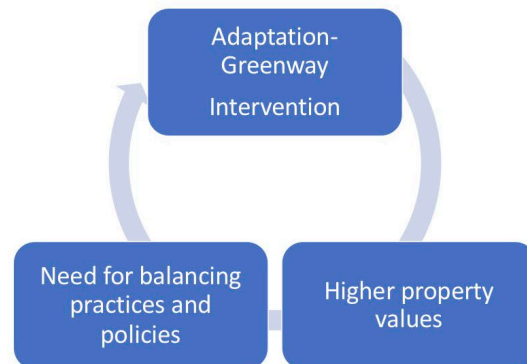 Adaptation-
Greenway
Intervention
Need for balancing
practices and
policies
Higher property
values